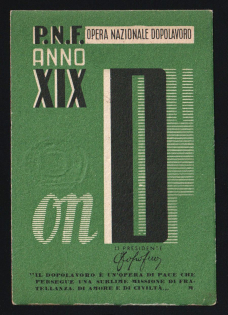 P.N.F. OPERA NAZIONALE DOPOLAVORO
ANNO
XIX
on D
IL PRESIDENTE
"IL DOPOLAVORO È UN'OPERA DI PACE CHE
PERSEGUE UNA SUBLIME MISSIONE DI FRA-
TELLANZA, DI AMORE E DI CIVILTÀ... M